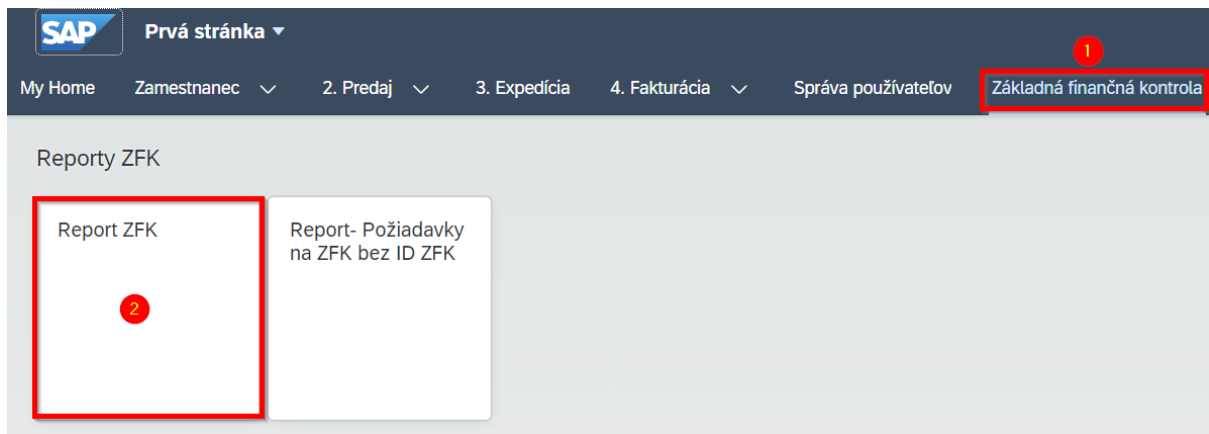 SAP Prvá stránka
1
My Home Zamestnanec 2. Predaj 3. Expedícia 4. Fakturácia Správa používateľov Základná finančná kontrola
Reporty ZFK
Report ZFK
Report- Požiadavky
na ZFK bez ID ZFK
2